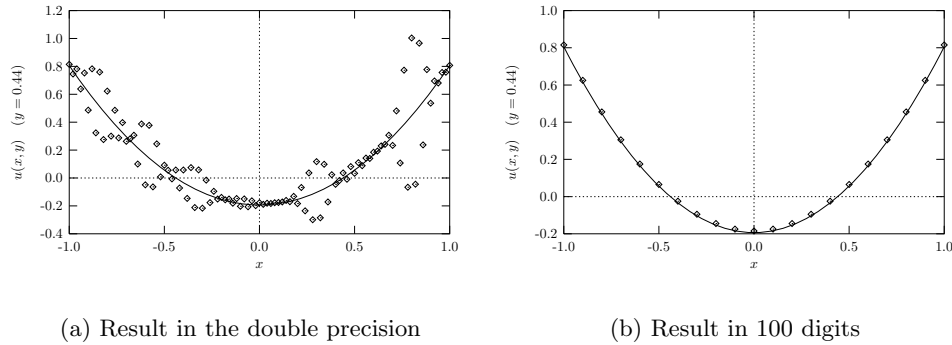 1.2
1.0
0.8
0.6
0.4
0.2
0.0
-0.2
-0.4
u(x, y) (y = 0.44)
-1.0 -0.5 0.0 0.5 1.0
x
1.0
0.8
0.6
0.4
0.2
0.0
-0.2
u(x, y) (y = 0.44)
-1.0 -0.5 0.0 0.5 1.0
x
(a) Result in the double precision
(b) Result in 100 digits